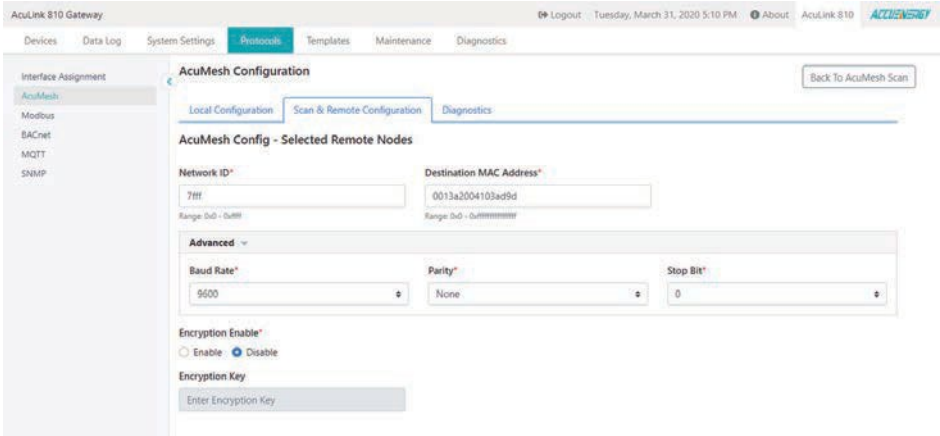 AcuLink 810 Gateway
Logout Tuesday, March 31, 2020 5:10 PM About AcuLink 810 ACCUENERGY
Devices Data Log System Settings Protocols Templates Maintenance Diagnostics
Interface Assignment
AcuMesh
Modbus
BACnet
MQTT
SNMP
AcuMesh Configuration
Back To AcuMesh Scan
Local Configuration Scan & Remote Configuration Diagnostics
AcuMesh Config - Selected Remote Nodes
Network ID* Destination MAC Address*
7fff 0013a2004103ad9d
Range: 0x0 - 0xffff Range: 0x0 -
Advanced
Baud Rate* Parity* Stop Bit*
9600 None 0
Encryption Enable*
Enable Disable
Encryption Key
Enter Encryption Key